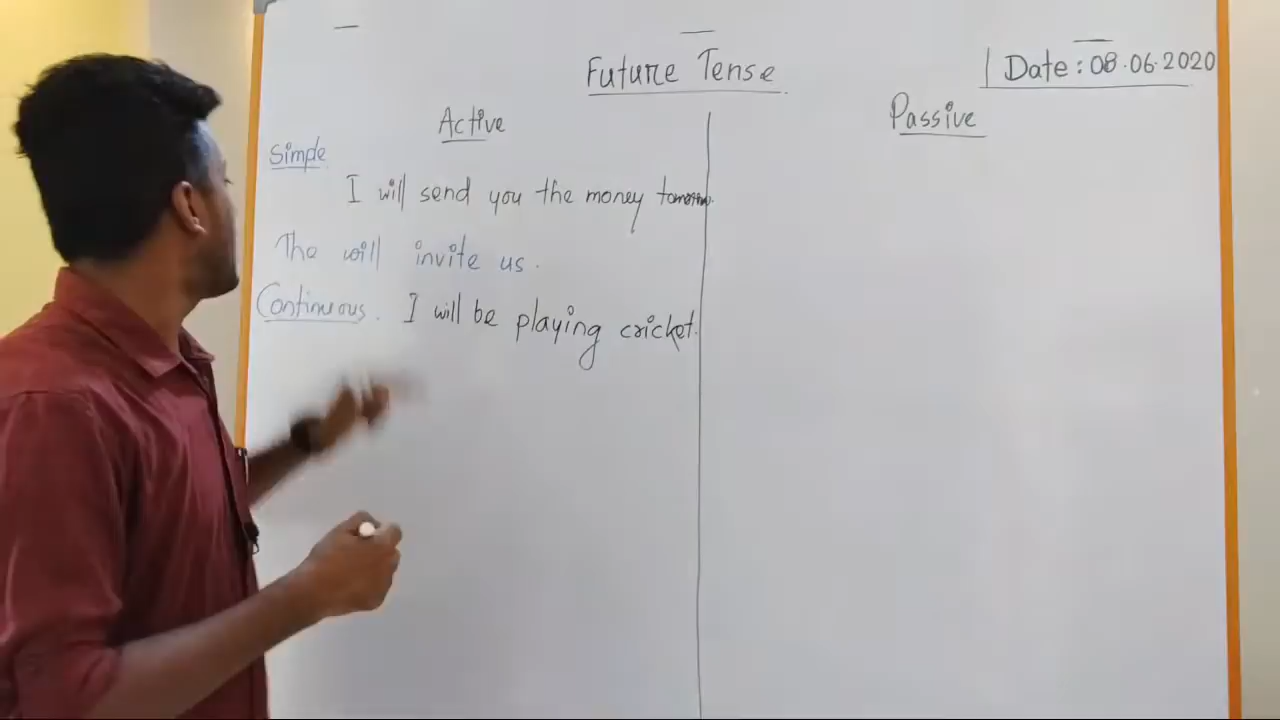 Future Tense
Date: 08.06.2020
Active
Passive
Simple
I will send you the money tomorrow.
The will invite us.
Continuous. I will be playing cricket.